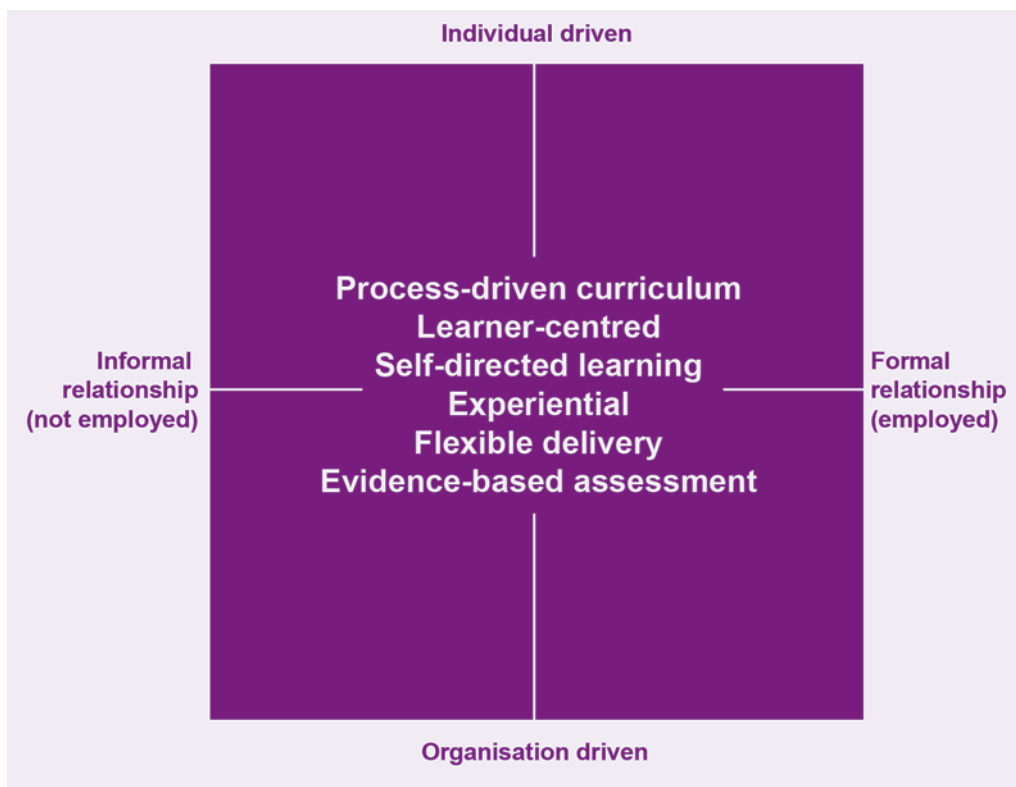 Individual driven
Process-driven curriculum
Learner-centred
Self-directed learning
Experiential
Flexible delivery
Evidence-based assessment
Informal
relationship
(not employed)
Formal
relationship
(employed)
Organisation driven